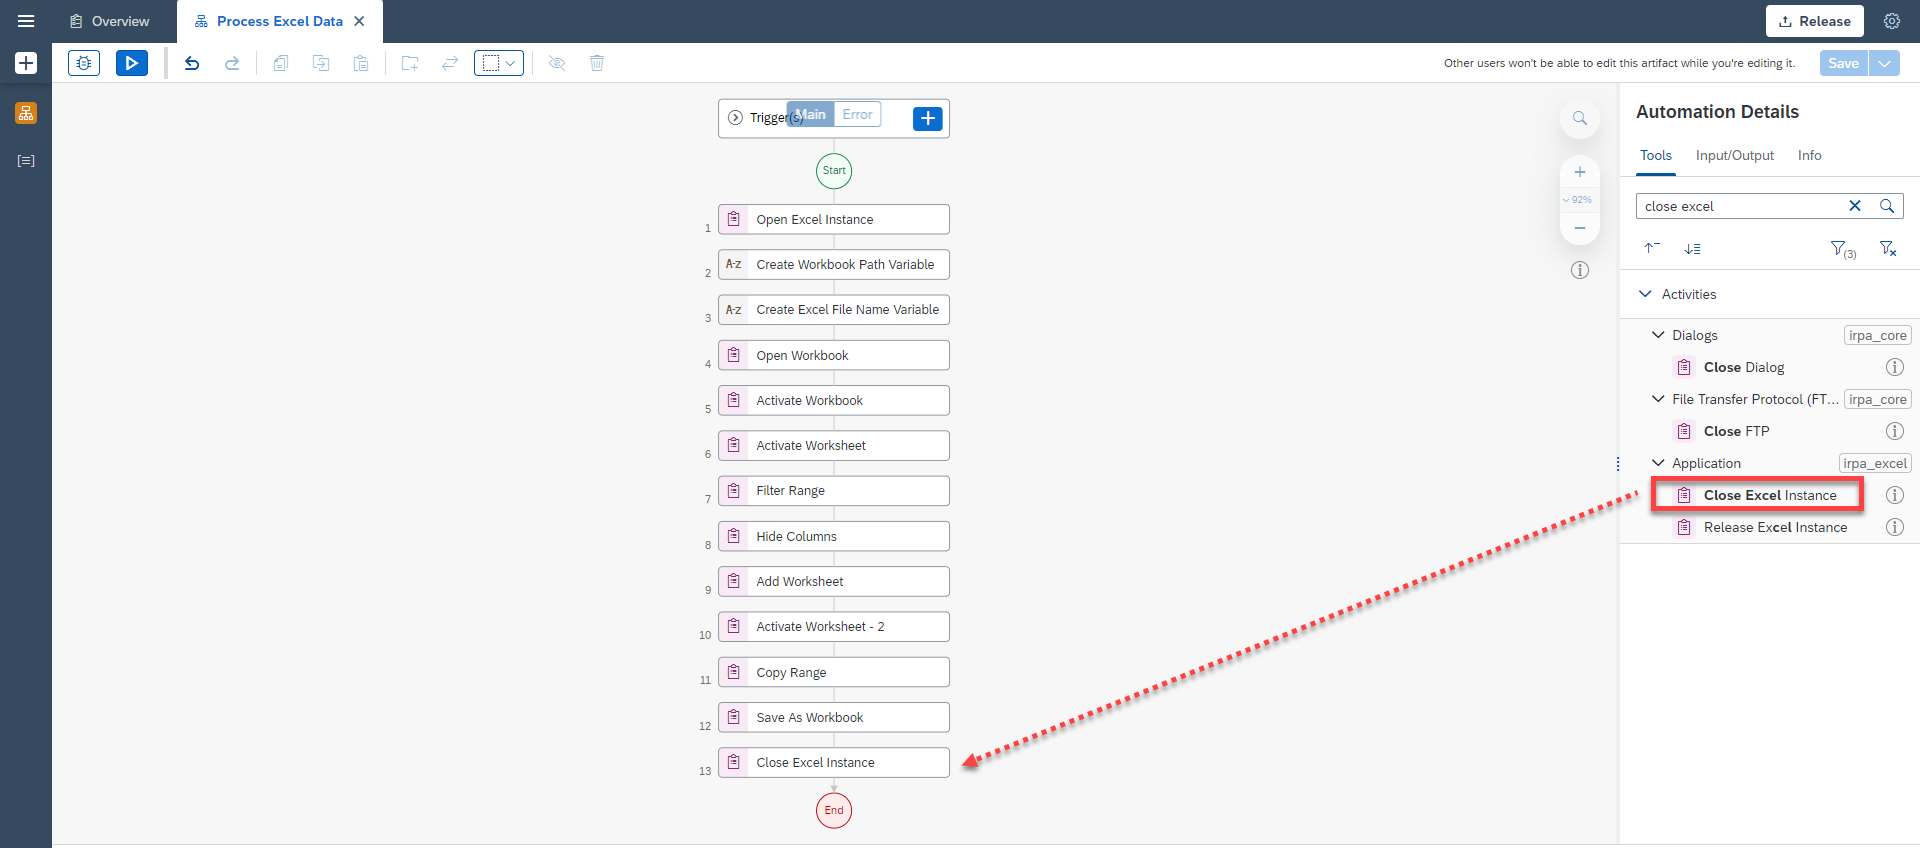 Overview
Process Excel Data
Release
Other users won't be able to edit this artifact while you're editing it.
Save
Trigger(s)
Main
Error
Start
1
Open Excel Instance
2
A-Z
Create Workbook Path Variable
3
A-Z
Create Excel File Name Variable
4
Open Workbook
5
Activate Workbook
6
Activate Worksheet
7
Filter Range
8
Hide Columns
9
Add Worksheet
10
Activate Worksheet - 2
11
Copy Range
12
Save As Workbook
13
Close Excel Instance
End
92%
Automation Details
Tools
Input/Output
Info
close excel
(3)
Activities
Dialogs
irpa_core
Close Dialog
File Transfer Protocol (FT...
irpa_core
Close FTP
Application
irpa_excel
Close Excel Instance
Release Excel Instance